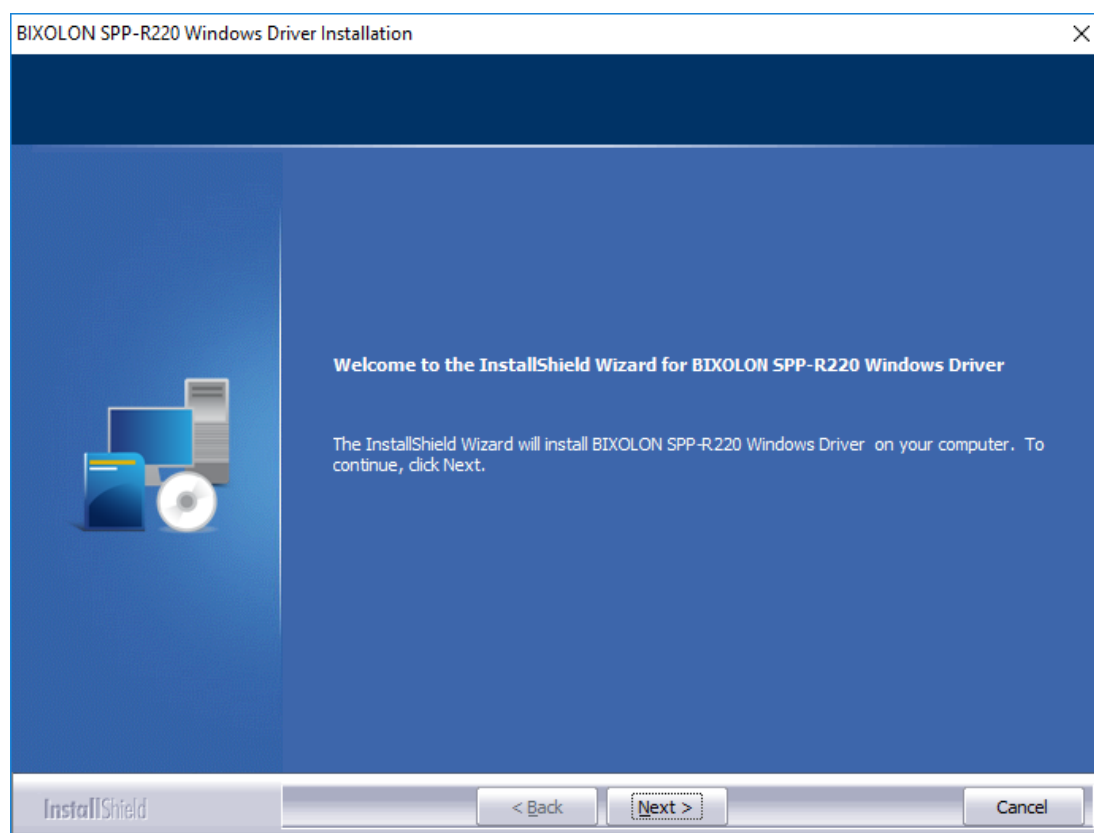 BIXOLON SPP-R220 Windows Driver Installation
Welcome to the InstallShield Wizard for BIXOLON SPP-R220 Windows Driver
The InstallShield Wizard will install BIXOLON SPP-R220 Windows Driver on your computer. To
continue, click Next.
InstallShield
< Back
Next >
Cancel